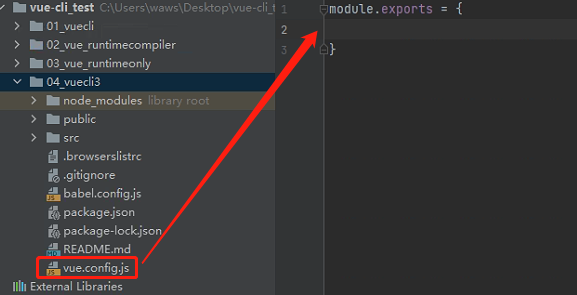 vue-cli_test C:\Users\waws\Desktop\vue-cli_te
01_vuecli
02_vue_runtimecompiler
03_vue_runtimeonly
04_vuecli3
node_modules library root
public
src
.browserslistrc
.gitignore
babel.config.js
package.json
package-lock.json
README.md
vue.config.js
External Libraries
1 module.exports = {
2
3 }